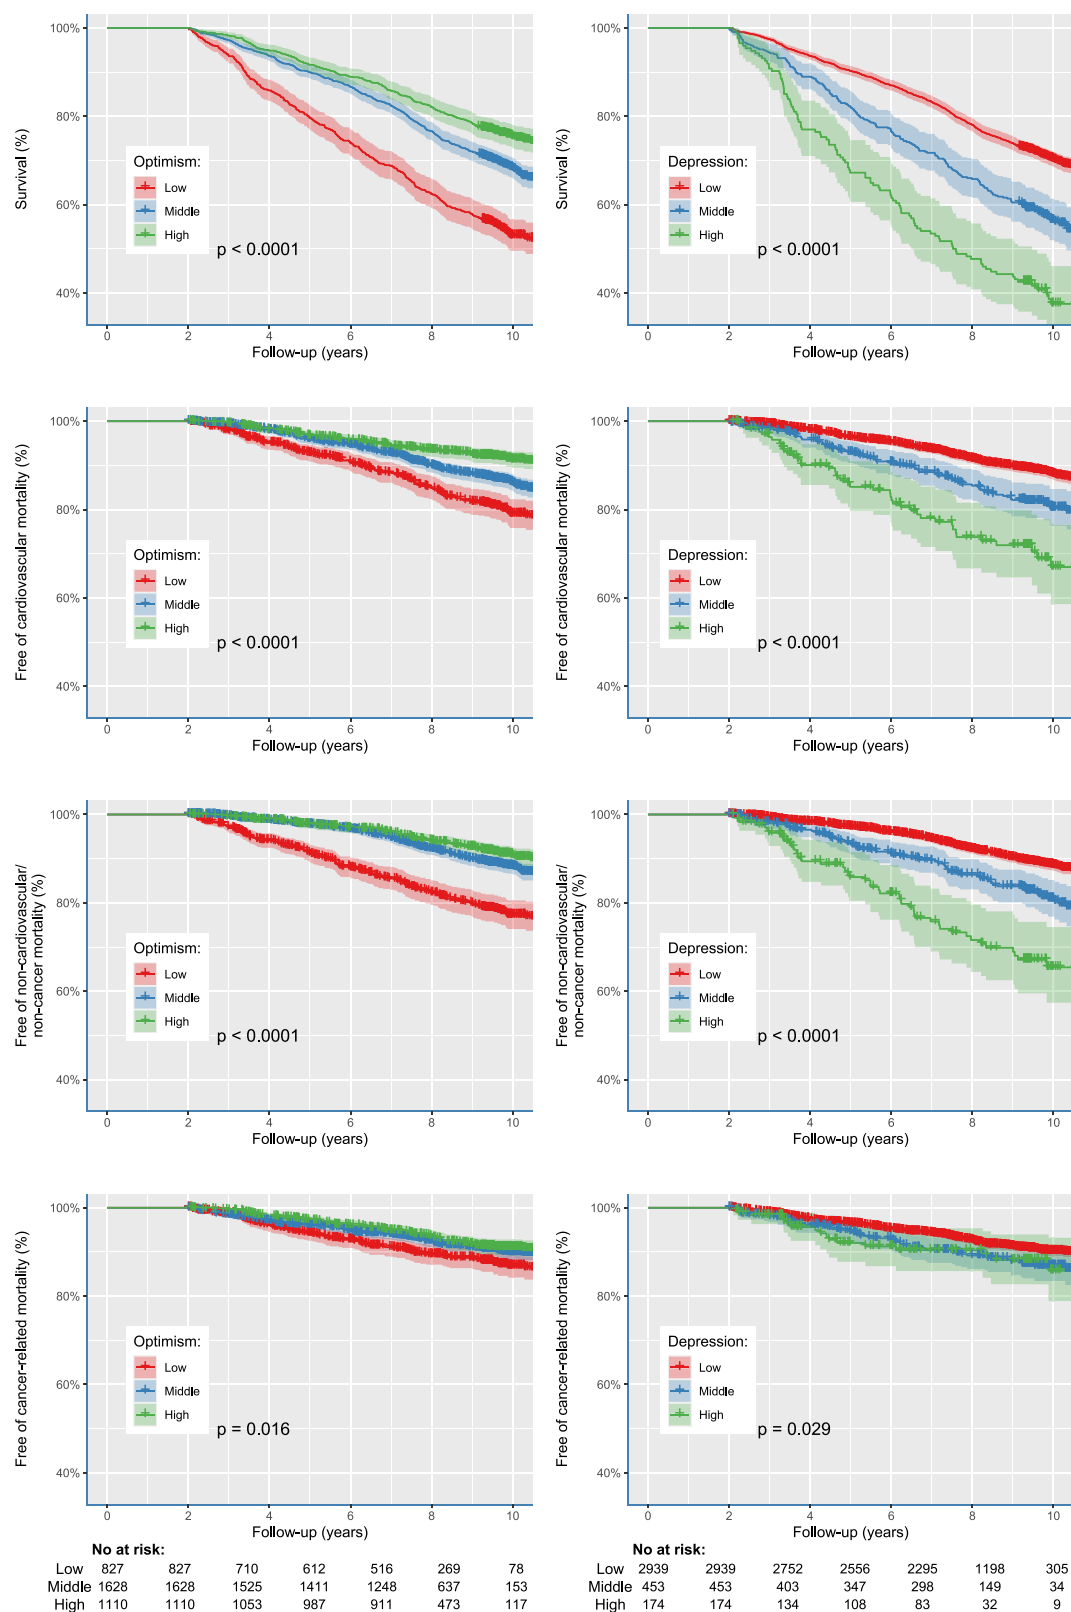 100%
80%
60%
40%
Survival (%)
Optimism:
Low
Middle
High
p < 0.0001
0 2 4 6 8 10
Follow-up (years)
100%
80%
60%
40%
Survival (%)
Depression:
Low
Middle
High
p < 0.0001
0 2 4 6 8 10
Follow-up (years)
100%
80%
60%
40%
Free of cardiovascular mortality (%)
Optimism:
Low
Middle
High
p < 0.0001
0 2 4 6 8 10
Follow-up (years)
100%
80%
60%
40%
Free of cardiovascular mortality (%)
Depression:
Low
Middle
High
p < 0.0001
0 2 4 6 8 10
Follow-up (years)
100%
80%
60%
40%
Free of non-cardiovascular/
non-cancer mortality (%)
Optimism:
Low
Middle
High
p < 0.0001
0 2 4 6 8 10
Follow-up (years)
100%
80%
60%
40%
Free of non-cardiovascular/
non-cancer mortality (%)
Depression:
Low
Middle
High
p < 0.0001
0 2 4 6 8 10
Follow-up (years)
100%
80%
60%
40%
Free of cancer-related mortality (%)
Optimism:
Low
Middle
High
p = 0.016
0 2 4 6 8 10
Follow-up (years)
100%
80%
60%
40%
Free of cancer-related mortality (%)
Depression:
Low
Middle
High
p = 0.029
0 2 4 6 8 10
Follow-up (years)
No at risk:
Low 827 827 710 612 516 269 78
Middle 1628 1628 1525 1411 1248 637 153
High 1110 1110 1053 987 911 473 117
No at risk:
Low 2939 2939 2752 2556 2295 1198 305
Middle 453 453 403 347 298 149 34
High 174 174 134 108 83 32 9